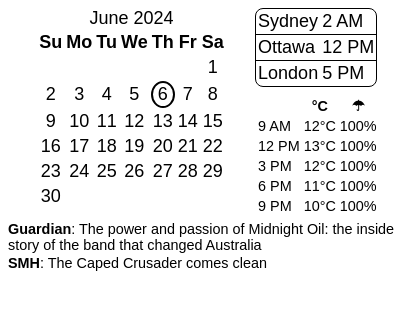 June 2024
Su Mo Tu We Th Fr Sa
1
2 3 4 5 6 7 8
9 10 11 12 13 14 15
16 17 18 19 20 21 22
23 24 25 26 27 28 29
30
Sydney 2 AM
Ottawa 12 PM
London 5 PM
°C ☂
9 AM 12°C 100%
12 PM 13°C 100%
3 PM 12°C 100%
6 PM 11°C 100%
9 PM 10°C 100%
Guardian: The power and passion of Midnight Oil: the inside
story of the band that changed Australia
SMH: The Caped Crusader comes clean